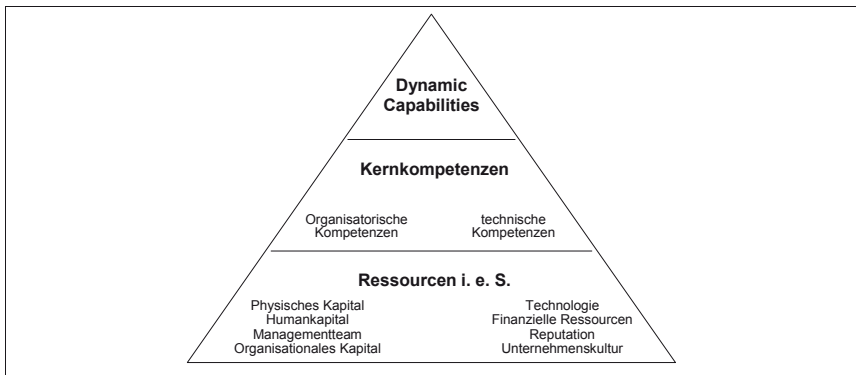 Dynamic
Capabilities
Kernkompetenzen
Organisatorische
Kompetenzen
technische
Kompetenzen
Ressourcen i. e. S.
Physisches Kapital
Humankapital
Managementteam
Organisationales Kapital
Technologie
Finanzielle Ressourcen
Reputation
Unternehmenskultur